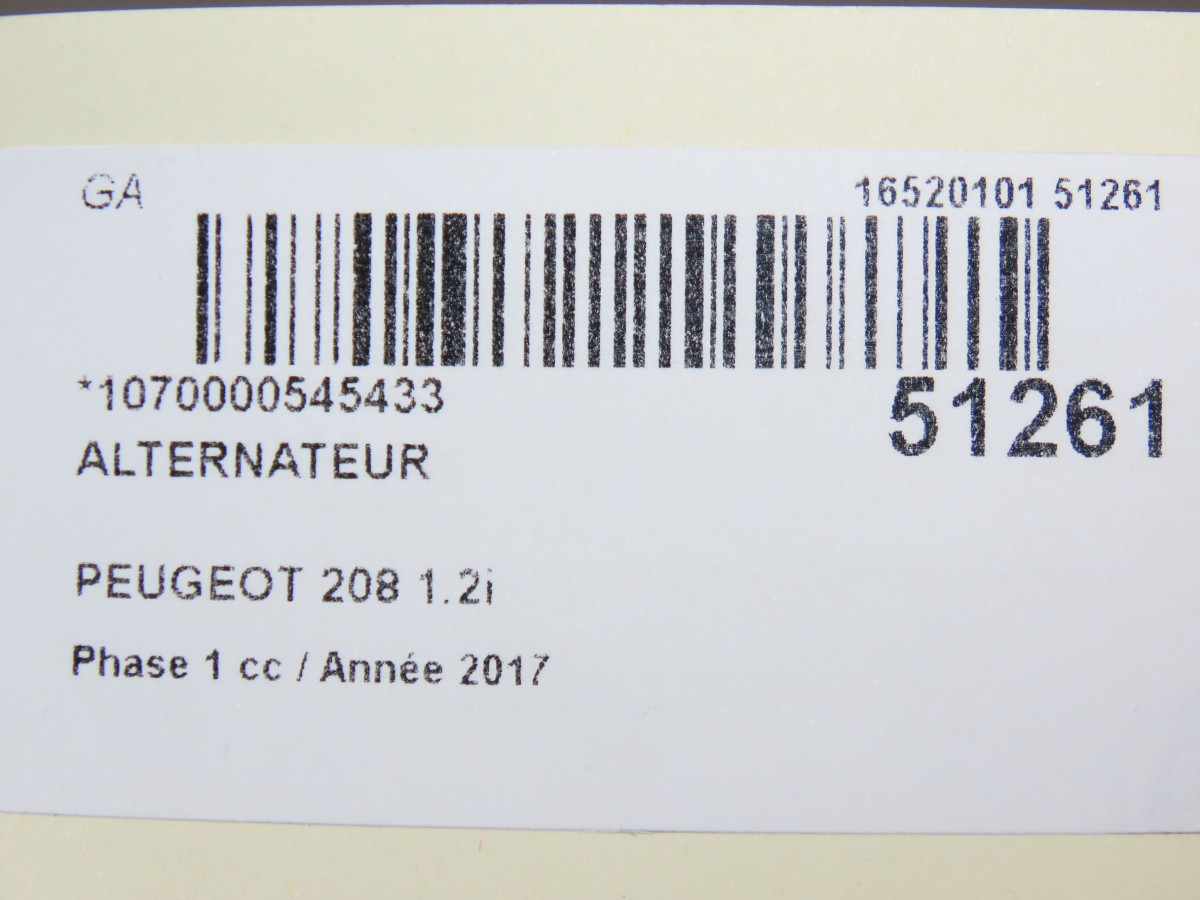 GA
16520101 51261
*1070000545433
51261
ALTERNATEUR
PEUGEOT 208 1.2i
Phase 1 cc / Année 2017